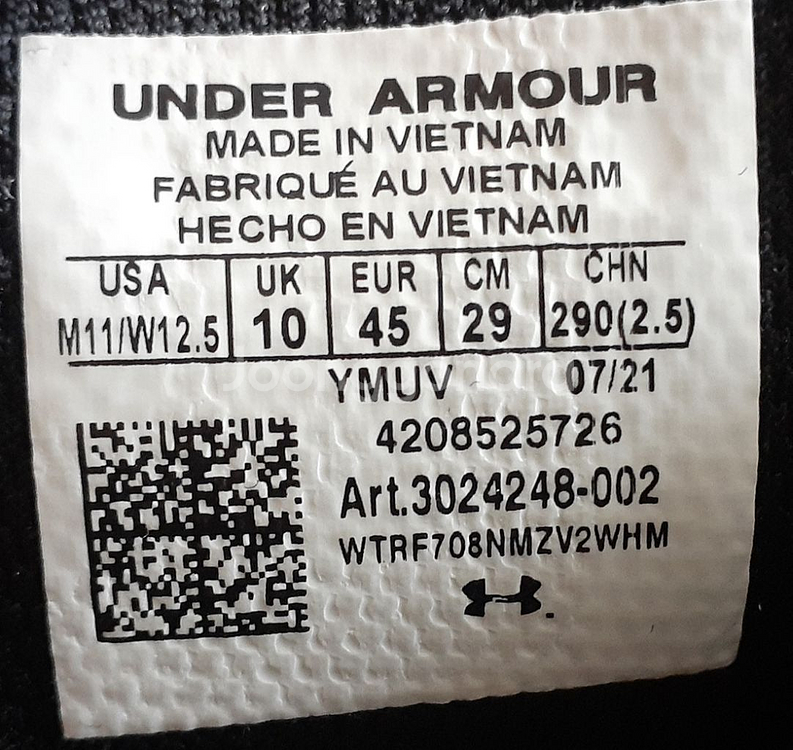 UNDER ARMOUR
MADE IN VIETNAM
FABRIQUÉ AU VIETNAM
HECHO EN VIETNAM
USA UK EUR CM CHN
M11/W12.5 10 45 29 290(2.5)
YMUV 07/21
4208525726
Art.3024248-002
WTRF708NMZV2WHM